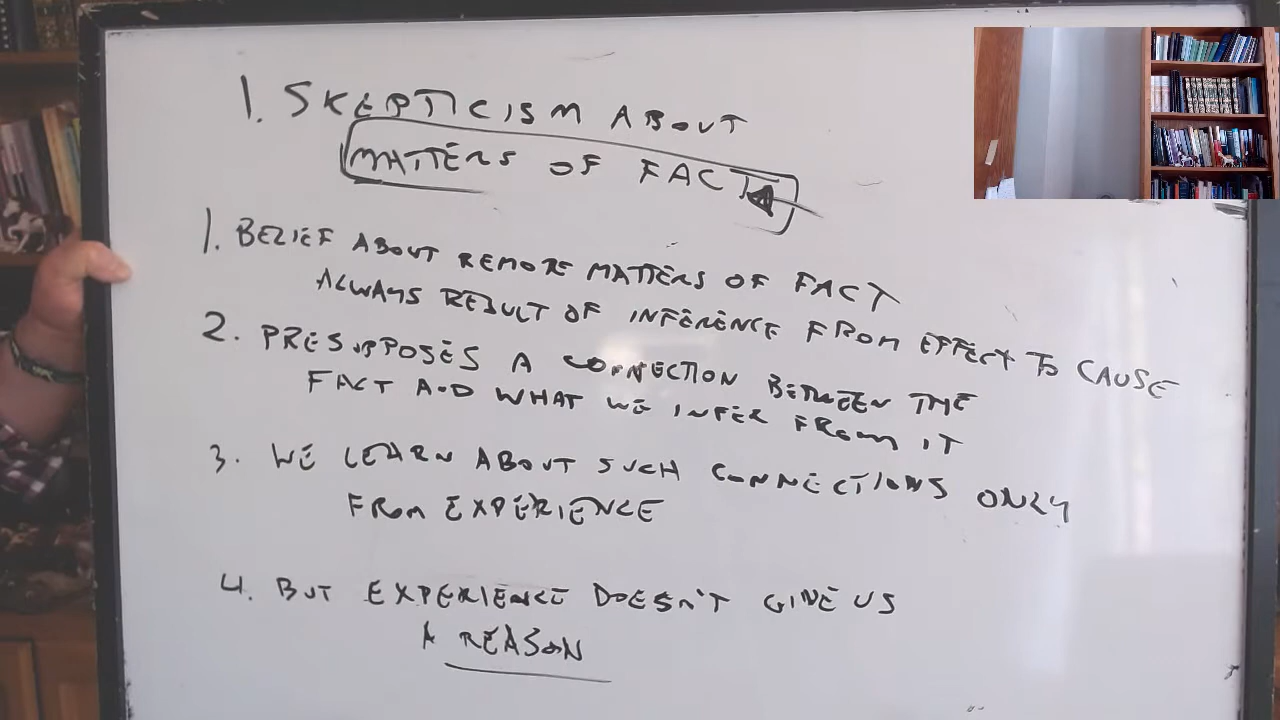 1. SKEPTICISM ABOUT
MATTERS OF FACT
1. BELIEF ABOUT REMOTE MATTERS OF FACT
ALWAYS RESULT OF INFERENCE FROM EFFECT TO CAUSE
2. PRESUPPOSES A CONNECTION BETWEEN THE
FACT AND WHAT WE INFER FROM IT
3. WE LEARN ABOUT SUCH CONNECTIONS ONLY
FROM EXPERIENCE
4. BUT EXPERIENCE DOESN'T GIVE US
A REASON